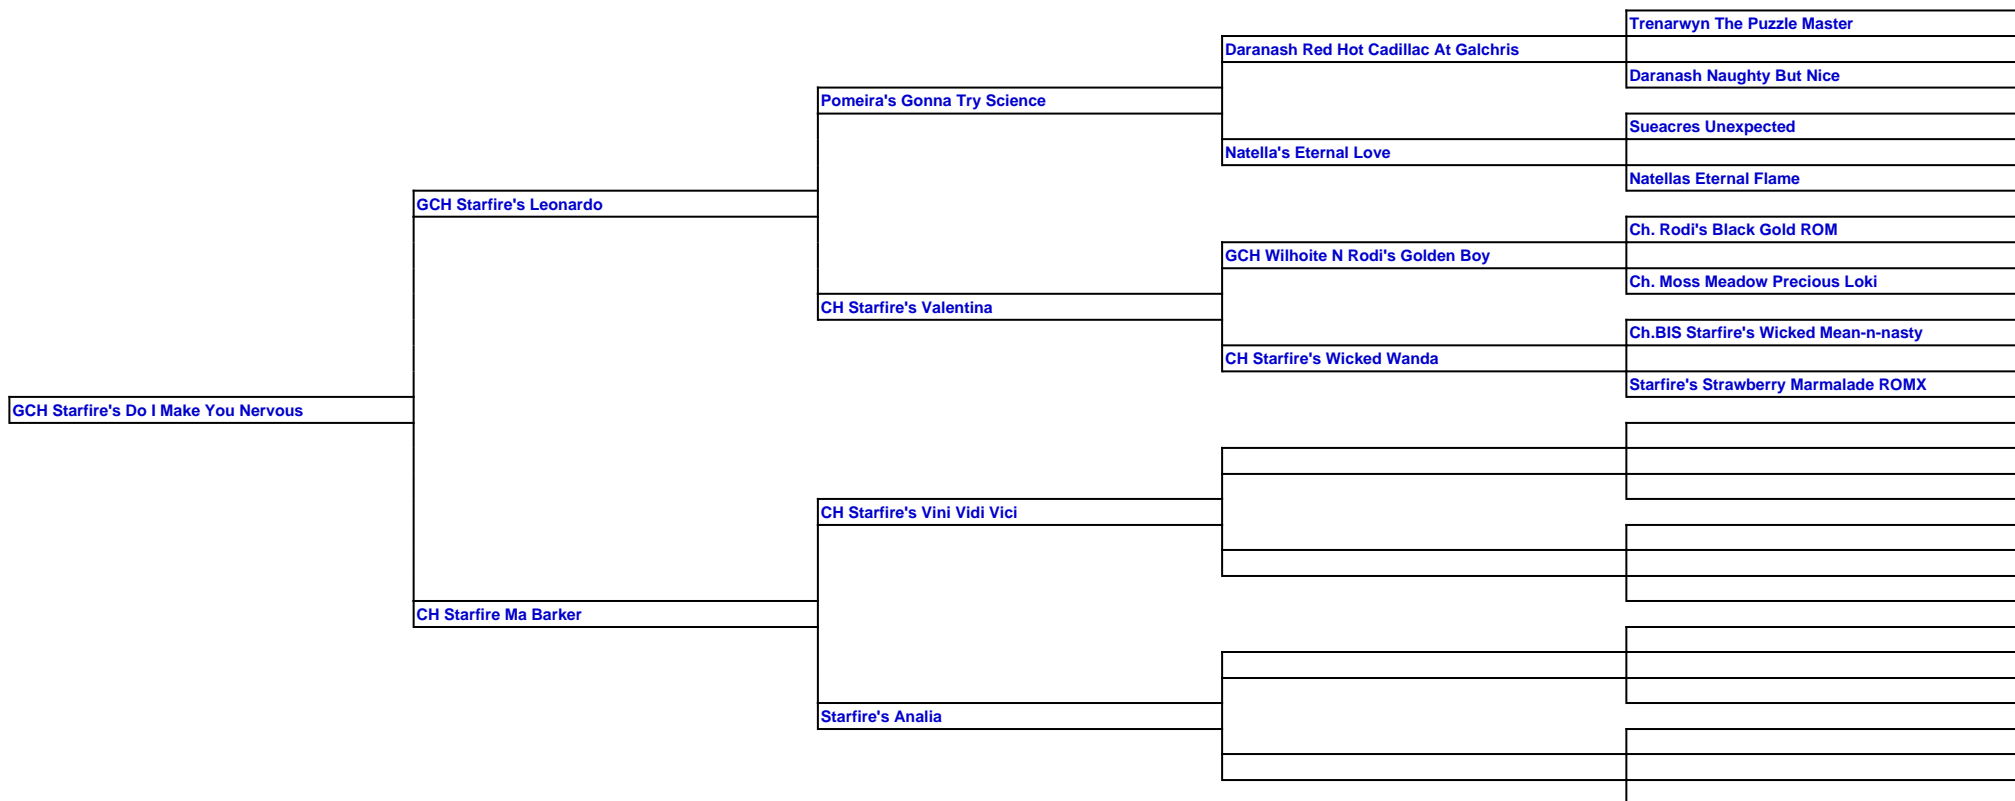 Trenarwyn The Puzzle Master
Daranash Red Hot Cadillac At Galchris
Daranash Naughty But Nice
Pomeira's Gonna Try Science
Sueacres Unexpected
Natella's Eternal Love
Natellas Eternal Flame
GCH Starfire's Leonardo
Ch. Rodi's Black Gold ROM
GCH Wilhoite N Rodi's Golden Boy
Ch. Moss Meadow Precious Loki
CH Starfire's Valentina
Ch.BIS Starfire's Wicked Mean-n-nasty
CH Starfire's Wicked Wanda
Starfire's Strawberry Marmalade ROMX
GCH Starfire's Do I Make You Nervous
CH Starfire's Vini Vidi Vici
CH Starfire Ma Barker
Starfire's Analia